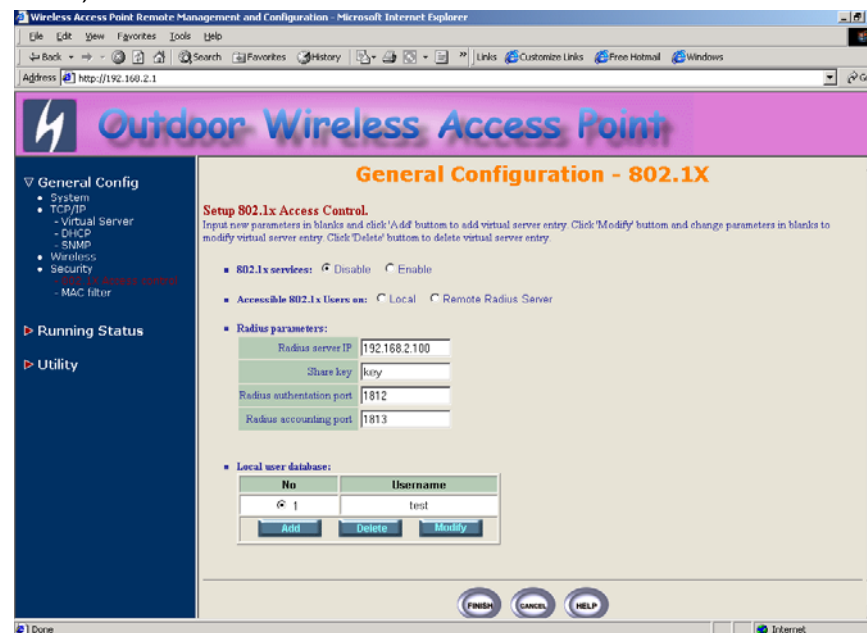 Wireless Access Point Remote Management and Configuration - Microsoft Internet Explorer
File Edit View Favorites Tools Help
Back Search Favorites History Links Customize Links Free Hotmail Windows
Address http://192.168.2.1
Outdoor Wireless Access Point
General Config
System
TCP/IP
- Virtual Server
- DHCP
- SNMP
Wireless
Security
- 802.1x Access control
- MAC filter
Running Status
Utility
General Configuration - 802.1X
Setup 802.1x Access Control.
Input new parameters in blanks and click 'Add' buttom to add virtual server entry. Click 'Modify' buttom and change parameters in blanks to
modify virtual server entry. Click 'Delete' buttom to delete virtual server entry.
802.1x services: Disable Enable
Accessible 802.1x Users on: Local Remote Radius Server
Radius parameters:
Radius server IP 192.168.2.100
Share key key
Radius authentation port 1812
Radius accounting port 1813
Local user database:
No Username
1 test
Add Delete Modify
FINISH CANCEL HELP
Done Internet